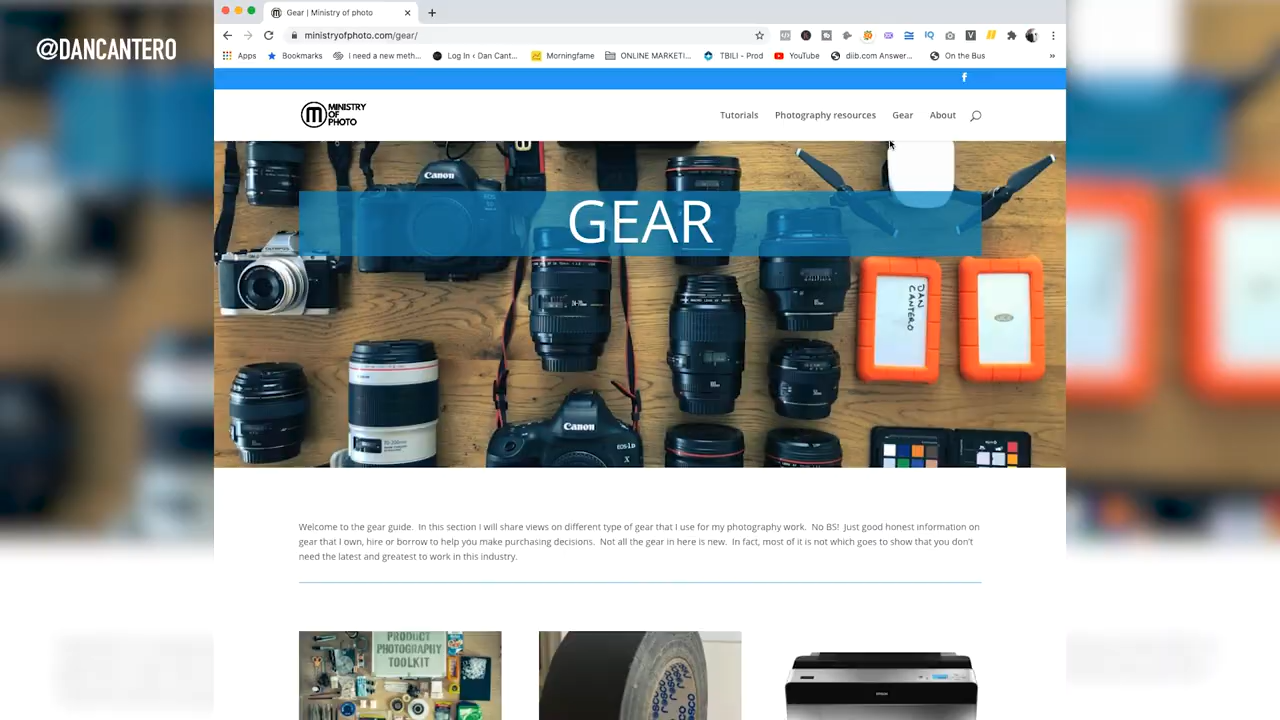 @DANCANTERO
Gear | Ministry of photo
ministryofphoto.com/gear/
Apps
Bookmarks
I need a new meth...
Log In ‹ Dan Cant...
Morningfame
ONLINE MARKETI...
TBILI - Prod
YouTube
diib.com Answer...
On the Bus
MINISTRY
OF
PHOTO
Tutorials
Photography resources
Gear
About
Canon
GEAR
DAN
CANTERO
Canon
EOS-1D
X
Welcome to the gear guide. In this section I will share views on different type of gear that I use for my photography work. No BS! Just good honest information on
gear that I own, hire or borrow to help you make purchasing decisions. Not all the gear in here is new. In fact, most of it is not which goes to show that you don't
need the latest and greatest to work in this industry.
PRODUCT
PHOTOGRAPHY
TOOLKIT
rosco
EPSON